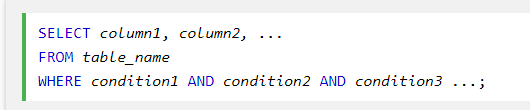 SELECT column1, column2, ...
FROM table_name
WHERE condition1 AND condition2 AND condition3 ...;